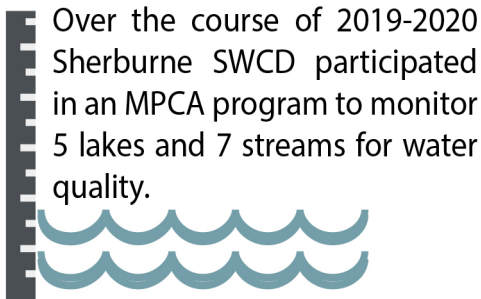 Over the course of 2019-2020
Sherburne SWCD participated
in an MPCA program to monitor
5 lakes and 7 streams for water
quality.